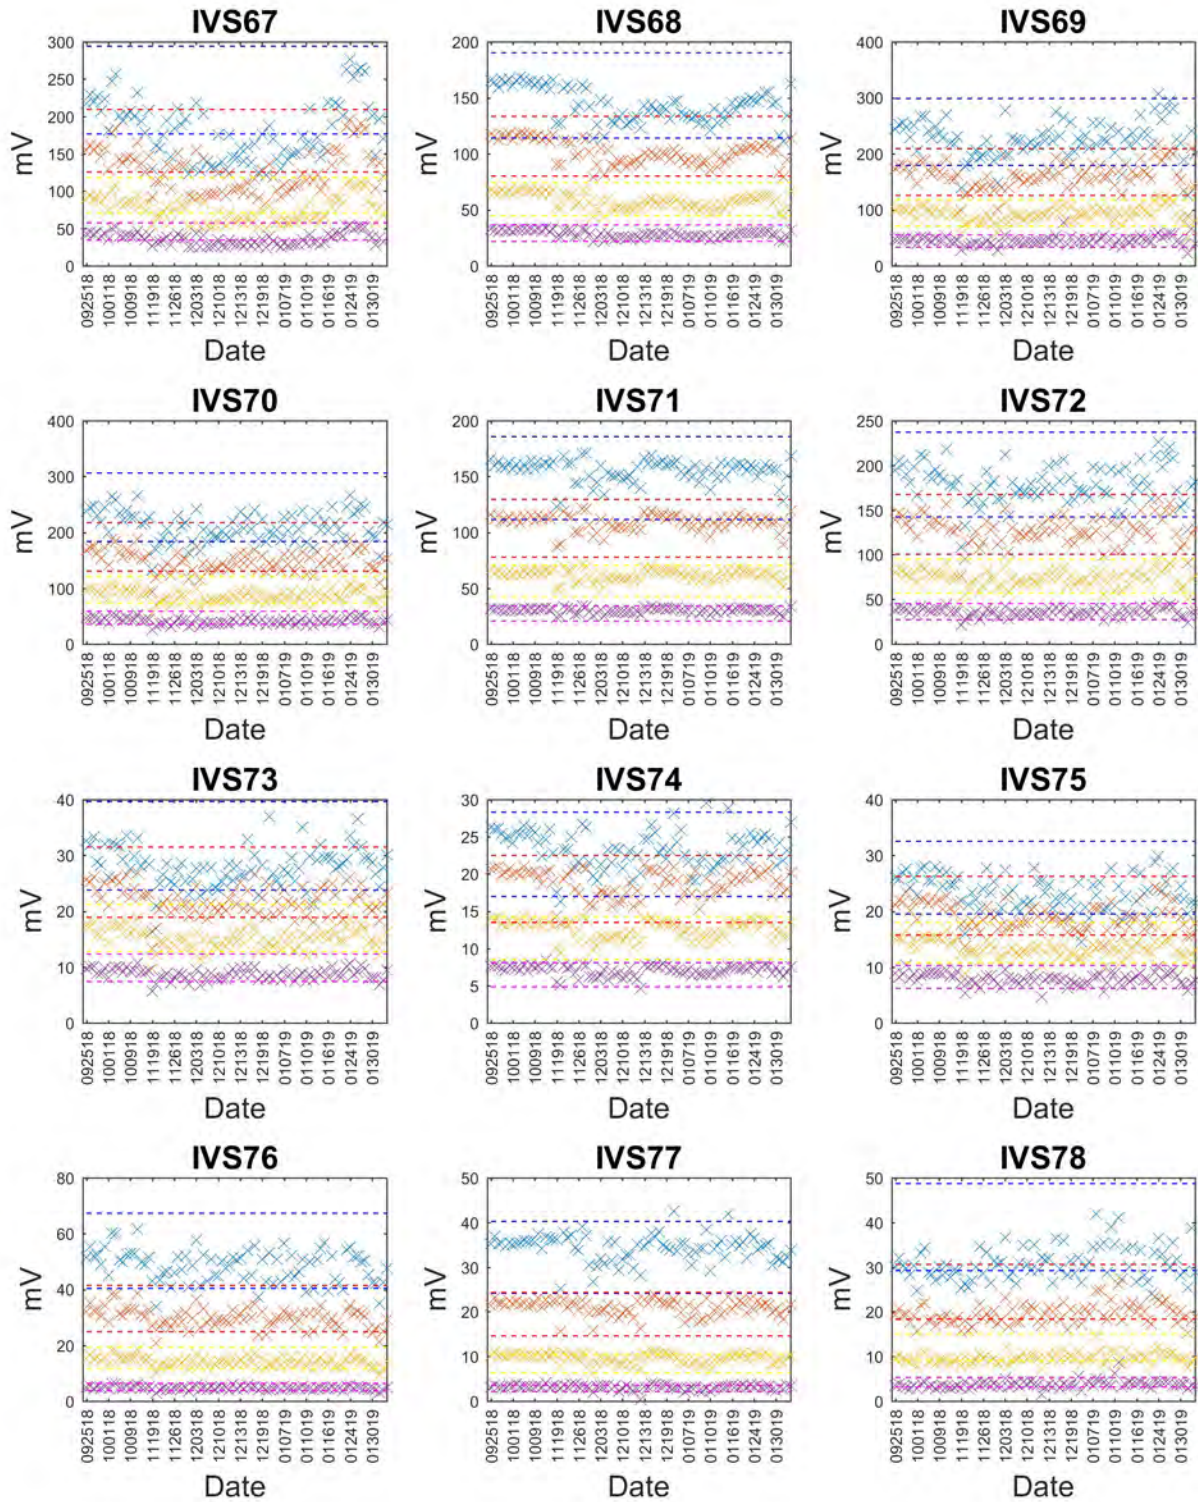 IVS67 IVS68 IVS69
300 200 400
250
200 150 300
150 100 200
100 50 100
50
0 0 0
mV mV mV
092518 100118 100918 111918 112618 120318 121018 121318 121918 010719 011019 011619 012419 013019
092518 100118 100918 111918 112618 120318 121018 121318 121918 010719 011019 011619 012419 013019
092518 100118 100918 111918 112618 120318 121018 121318 121918 010719 011019 011619 012419 013019
Date Date Date
IVS70 IVS71 IVS72
400 200 250
300 150 200
200 100 150
100 50 100
50
0 0 0
mV mV mV
092518 100118 100918 111918 112618 120318 121018 121318 121918 010719 011019 011619 012419 013019
092518 100118 100918 111918 112618 120318 121018 121318 121918 010719 011019 011619 012419 013019
092518 100118 100918 111918 112618 120318 121018 121318 121918 010719 011019 011619 012419 013019
Date Date Date
IVS73 IVS74 IVS75
40 30 40
30 25 30
20 20 20
10 15 10
10
5
0 0 0
mV mV mV
092518 100118 100918 111918 112618 120318 121018 121318 121918 010719 011019 011619 012419 013019
092518 100118 100918 111918 112618 120318 121018 121318 121918 010719 011019 011619 012419 013019
092518 100118 100918 111918 112618 120318 121018 121318 121918 010719 011019 011619 012419 013019
Date Date Date
IVS76 IVS77 IVS78
80 50 50
60 40 40
40 30 30
20 20 20
10 10
0 0 0
mV mV mV
092518 100118 100918 111918 112618 120318 121018 121318 121918 010719 011019 011619 012419 013019
092518 100118 100918 111918 112618 120318 121018 121318 121918 010719 011019 011619 012419 013019
092518 100118 100918 111918 112618 120318 121018 121318 121918 010719 011019 011619 012419 013019
Date Date Date